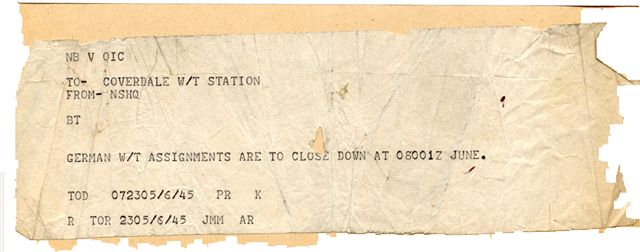 NB V OIC
TO- COVERDALE W/T STATION
FROM- NSHQ
BT
GERMAN W/T ASSIGNMENTS ARE TO CLOSE DOWN AT 08001Z JUNE.
TOD 072305/6/45 PR K
R TOR 2305/6/45 JMM AR